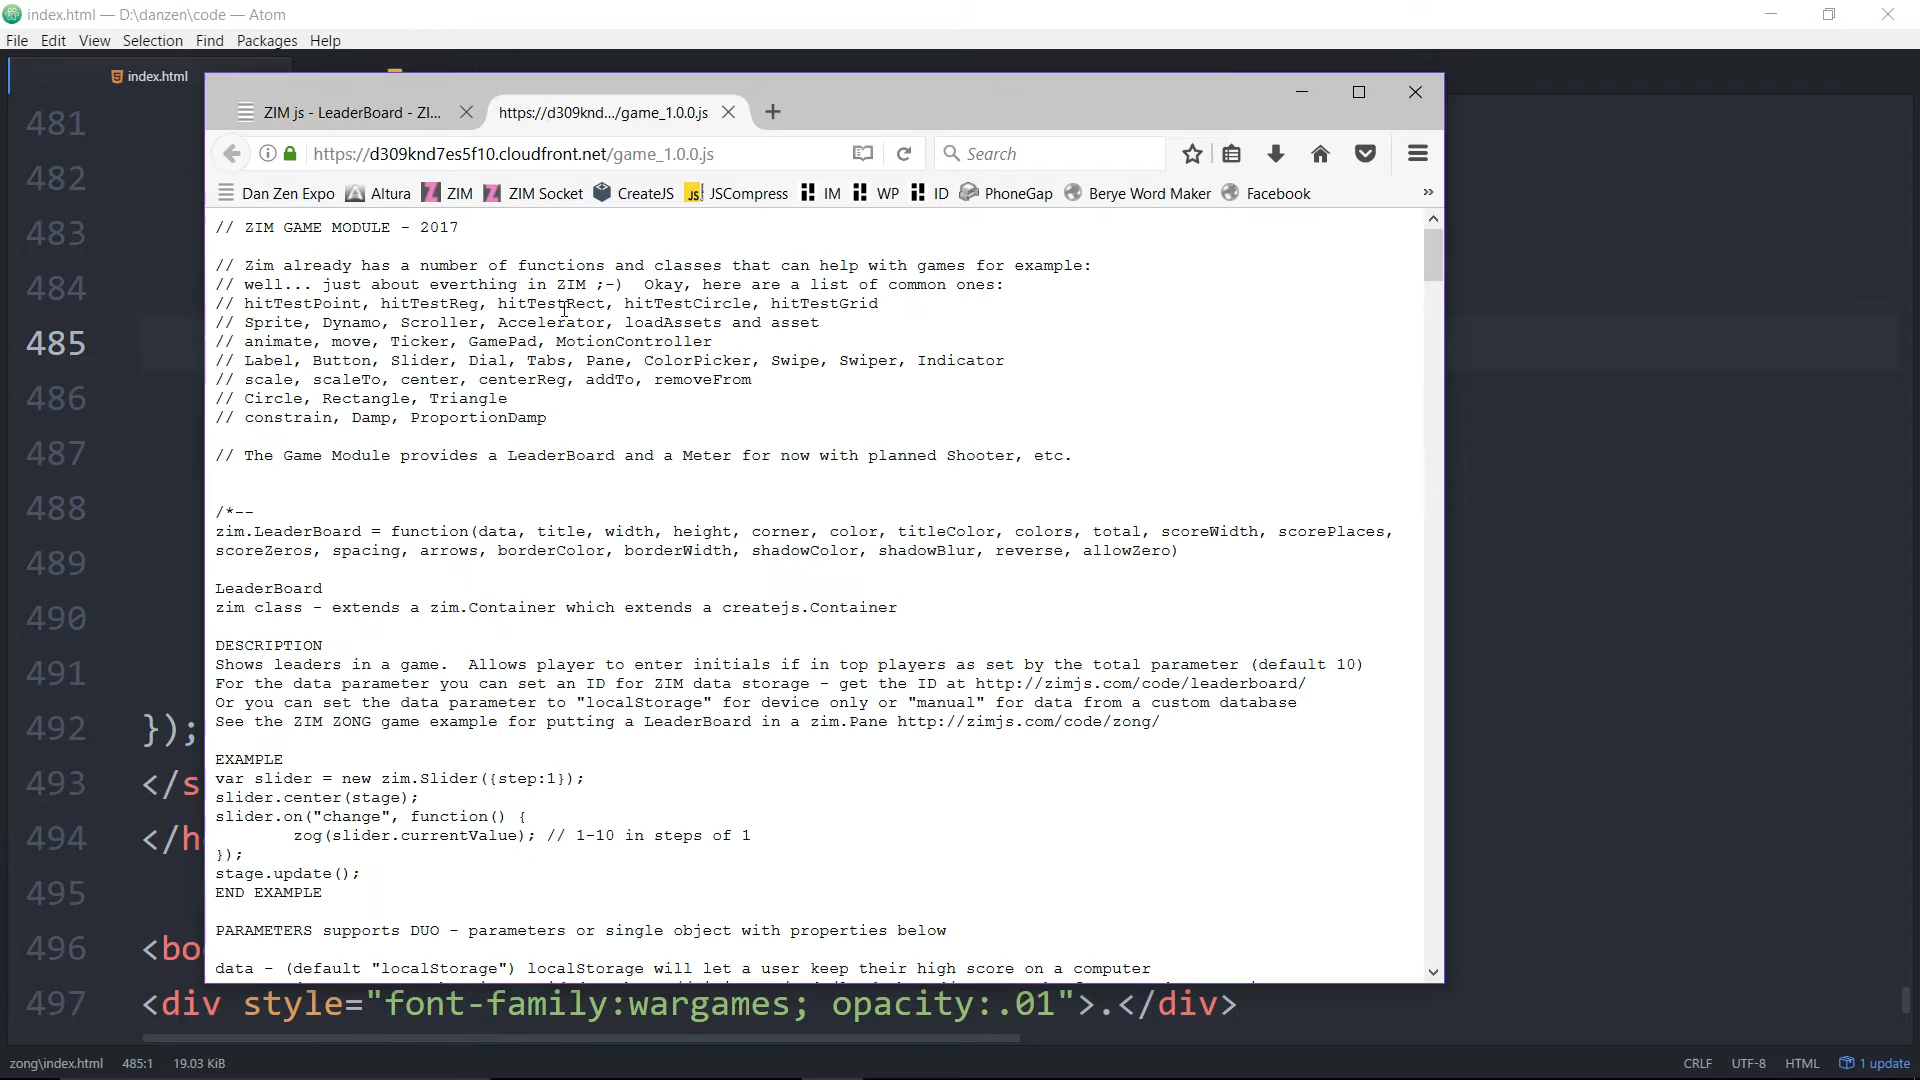 index.html — D:\danzen\code — Atom
File Edit View Selection Find Packages Help
index.html
ZIM js - LeaderBoard - ZI...
https://d309knd.../game_1.0.0.js
https://d309knd7es5f10.cloudfront.net/game_1.0.0.js
Search
Dan Zen Expo Altura ZIM ZIM Socket CreateJS JSCompress IM WP ID PhoneGap Berye Word Maker Facebook »
// ZIM GAME MODULE - 2017
// Zim already has a number of functions and classes that can help with games for example:
// well... just about everthing in ZIM ;-)  Okay, here are a list of common ones:
// hitTestPoint, hitTestReg, hitTestRect, hitTestCircle, hitTestGrid
// Sprite, Dynamo, Scroller, Accelerator, loadAssets and asset
// animate, move, Ticker, GamePad, MotionController
// Label, Button, Slider, Dial, Tabs, Pane, ColorPicker, Swipe, Swiper, Indicator
// scale, scaleTo, center, centerReg, addTo, removeFrom
// Circle, Rectangle, Triangle
// constrain, Damp, ProportionDamp
// The Game Module provides a LeaderBoard and a Meter for now with planned Shooter, etc.
/*--
zim.LeaderBoard = function(data, title, width, height, corner, color, titleColor, colors, total, scoreWidth, scorePlaces,
scoreZeros, spacing, arrows, borderColor, borderWidth, shadowColor, shadowBlur, reverse, allowZero)
LeaderBoard
zim class - extends a zim.Container which extends a createjs.Container
DESCRIPTION
Shows leaders in a game.  Allows player to enter initials if in top players as set by the total parameter (default 10)
For the data parameter you can set an ID for ZIM data storage - get the ID at http://zimjs.com/code/leaderboard/
Or you can set the data parameter to "localStorage" for device only or "manual" for data from a custom database
See the ZIM ZONG game example for putting a LeaderBoard in a zim.Pane http://zimjs.com/code/zong/
EXAMPLE
var slider = new zim.Slider({step:1});
slider.center(stage);
slider.on("change", function() {
zog(slider.currentValue); // 1-10 in steps of 1
});
stage.update();
END EXAMPLE
PARAMETERS supports DUO - parameters or single object with properties below
data - (default "localStorage") localStorage will let a user keep their high score on a computer
481
482
483
484
485
486
487
488
489
490
491
492 });
493 </s
494 </h
495
496 <bo
497 <div style="font-family:wargames; opacity:.01">.</div>
zong\index.html 485:1 19.03 KiB CRLF UTF-8 HTML 1 update